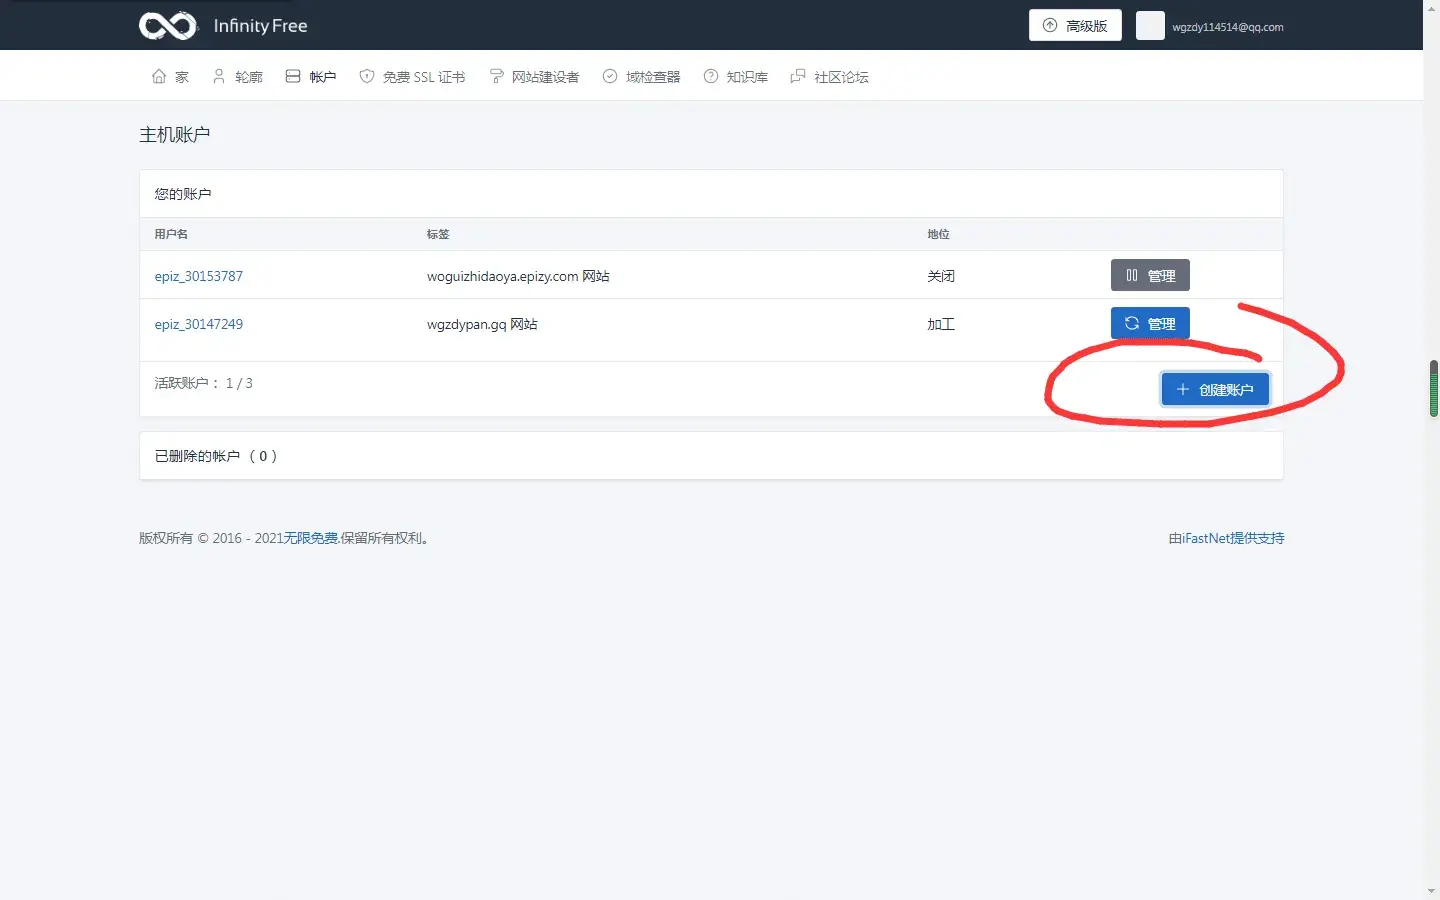 Infinity Free
高级版
wgzdy114514@qq.com
家 轮廓 帐户 免费 SSL 证书 网站建设者 域检查器 知识库 社区论坛
主机账户
您的账户
用户名 标签 地位
epiz_30153787 woguizhidaoya.epizy.com 网站 关闭 管理
epiz_30147249 wgzdypan.gq 网站 加工 管理
活跃账户： 1 / 3 创建账户
已删除的帐户 （ 0 ）
版权所有 © 2016 - 2021无限免费.保留所有权利。 由iFastNet提供支持